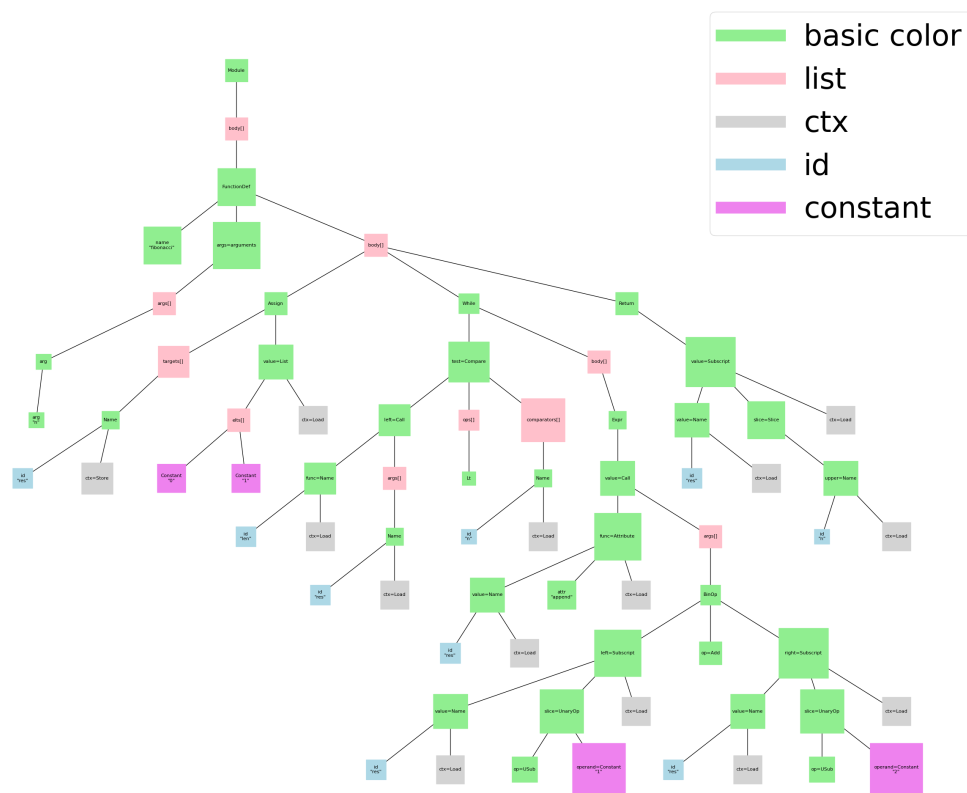 basic color
list
ctx
id
constant
Module
body[]
FunctionDef
name
"fibonacci"
args=arguments
body[]
args[]
Assign
While
Return
arg
targets[]
value=List
test=Compare
body[]
value=Subscript
arg
"n"
Name
elts[]
ctx=Load
left=Call
ops[]
comparators[]
Expr
value=Name
slice=Slice
ctx=Load
id
"res"
ctx=Store
Constant
"0"
Constant
"1"
func=Name
args[]
Lt
Name
value=Call
id
"res"
ctx=Load
upper=Name
id
"len"
ctx=Load
Name
id
"n"
ctx=Load
func=Attribute
args[]
id
"n"
ctx=Load
id
"res"
ctx=Load
value=Name
attr
"append"
ctx=Load
BinOp
id
"res"
ctx=Load
left=Subscript
op=Add
right=Subscript
value=Name
slice=UnaryOp
ctx=Load
value=Name
slice=UnaryOp
ctx=Load
id
"res"
ctx=Load
op=USub
operand=Constant
"1"
id
"res"
ctx=Load
op=USub
operand=Constant
"2"